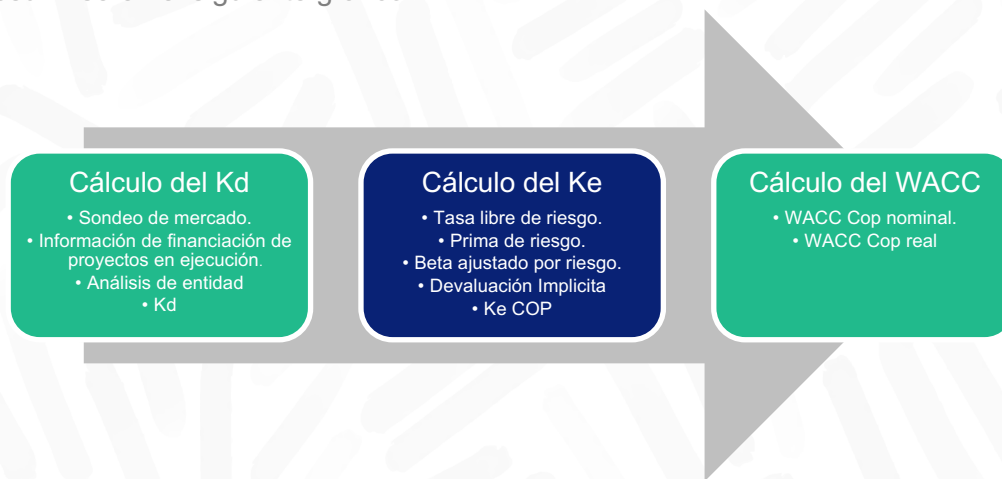 Cálculo del Kd
• Sondeo de mercado.
• Información de financiación de
proyectos en ejecución.
• Análisis de entidad
• Kd
Cálculo del Ke
• Tasa libre de riesgo.
• Prima de riesgo.
• Beta ajustado por riesgo.
• Devaluación Implicita
• Ke COP
Cálculo del WACC
• WACC Cop nominal.
• WACC Cop real